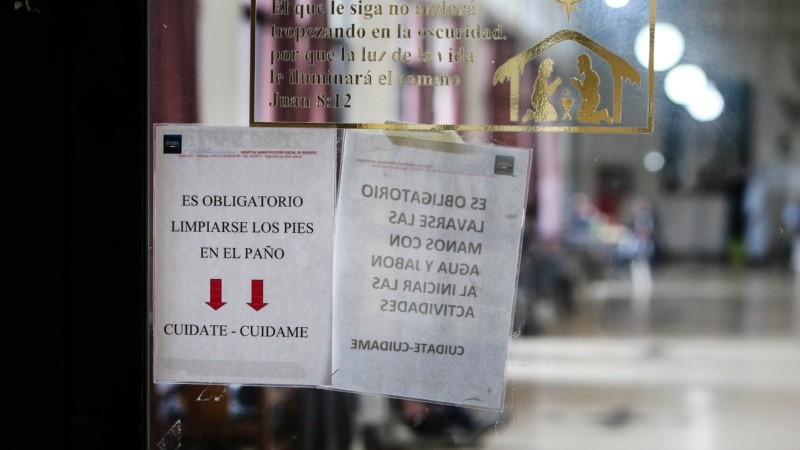 El que le siga no andará
tropezando en la oscuridad,
por que la luz de la vida
le iluminará el camino
Juan 8:12
ES OBLIGATORIO
LIMPIARSE LOS PIES
EN EL PAÑO
CUIDATE - CUIDAME
ES OBLIGATORIO
LAVARSE LAS
MANOS CON
AGUA Y JABON
AL INICIAR LAS
ACTIVIDADES
CUIDATE-CUIDAME